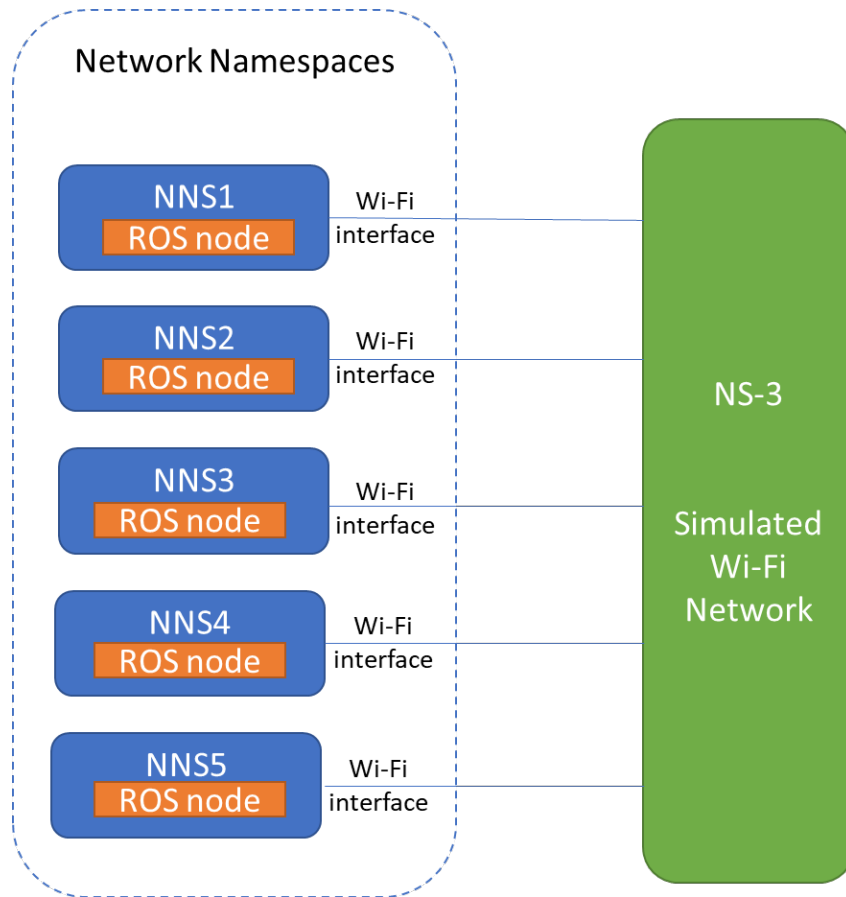 Network Namespaces
NNS1
ROS node
Wi-Fi
interface
NNS2
ROS node
Wi-Fi
interface
NNS3
ROS node
Wi-Fi
interface
NNS4
ROS node
Wi-Fi
interface
NNS5
ROS node
Wi-Fi
interface
NS-3
Simulated
Wi-Fi
Network